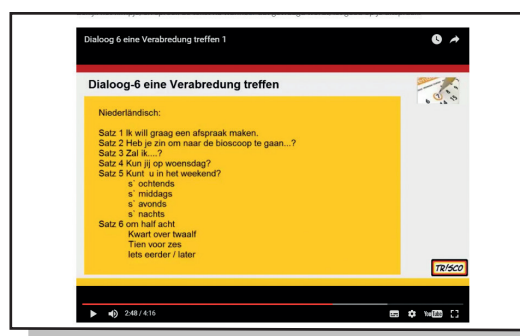 Dialoog 6 eine Verabredung treffen 1
Dialoog-6 eine Verabredung treffen
Niederländisch:
Satz 1 Ik will graag een afspraak maken.
Satz 2 Heb je zin om naar de bioscoop te gaan...?
Satz 3 Zal ik....?
Satz 4 Kun jij op woensdag?
Satz 5 Kunt u in het weekend?
s` ochtends
s` middags
s` avonds
s` nachts
Satz 6 om half acht
Kwart over twaalf
Tien voor zes
Iets eerder / later
TRISCO
2:48 / 4:16
YouTube